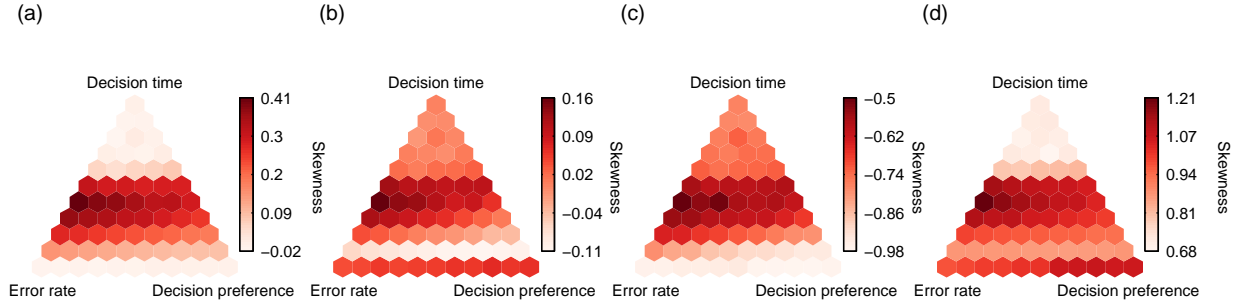 (a)
(b)
(c)
(d)
Decision time
0.41
0.3
0.2
0.09
−0.02
Skewness
Error rate
Decision preference
Decision time
0.16
0.09
0.02
−0.04
−0.11
Skewness
Error rate
Decision preference
Decision time
−0.5
−0.62
−0.74
−0.86
−0.98
Skewness
Error rate
Decision preference
Decision time
1.21
1.07
0.94
0.81
0.68
Skewness
Error rate
Decision preference